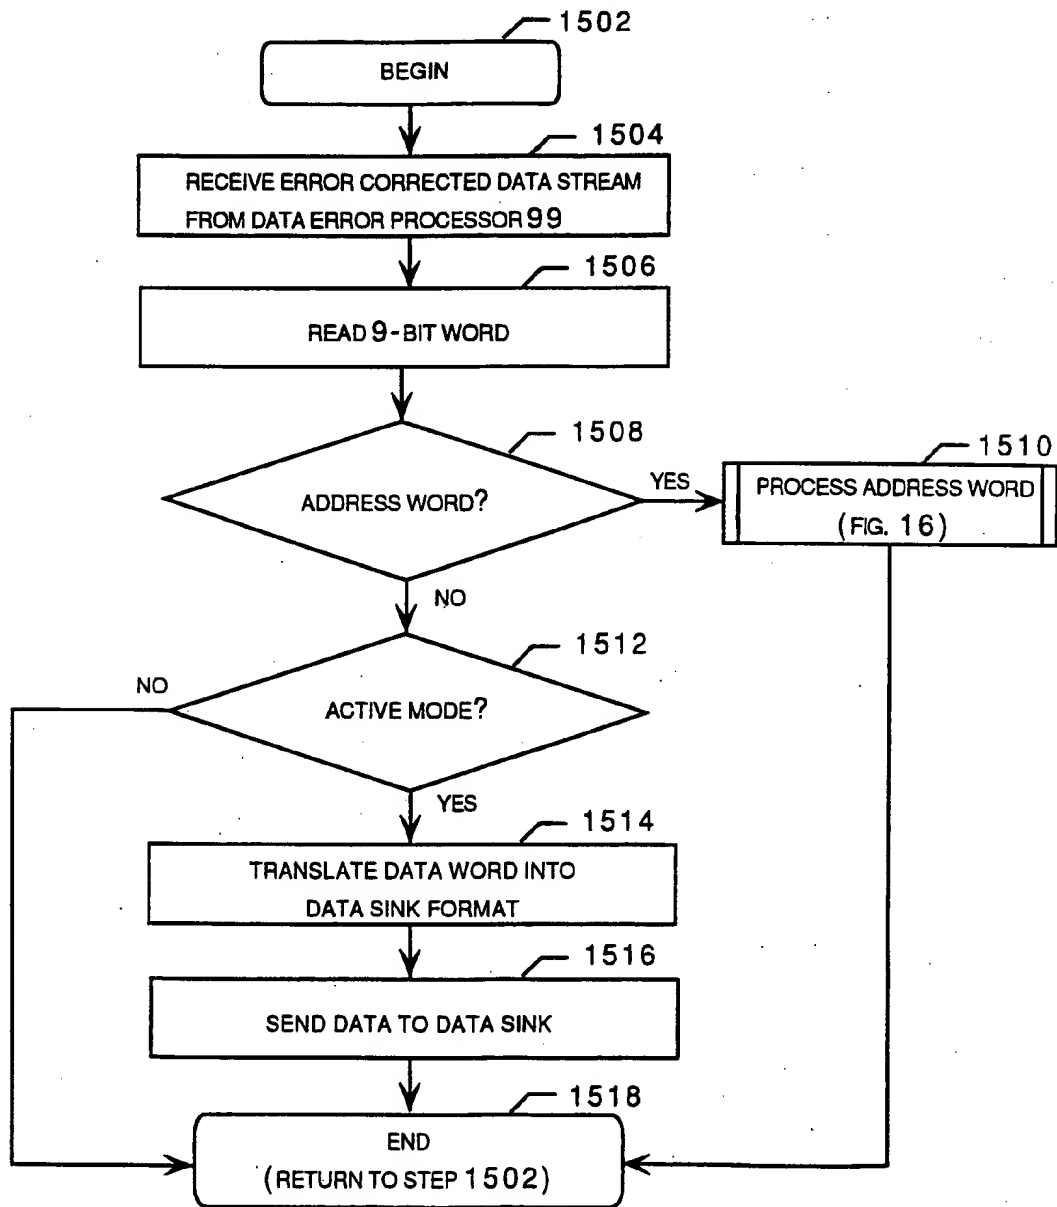 1502
BEGIN
1504
RECEIVE ERROR CORRECTED DATA STREAM
FROM DATA ERROR PROCESSOR 99
1506
READ 9-BIT WORD
1508
1510
ADDRESS WORD?
YES
PROCESS ADDRESS WORD
(FIG. 16)
NO
1512
NO
ACTIVE MODE?
YES
1514
TRANSLATE DATA WORD INTO
DATA SINK FORMAT
1516
SEND DATA TO DATA SINK
1518
END
(RETURN TO STEP 1502)